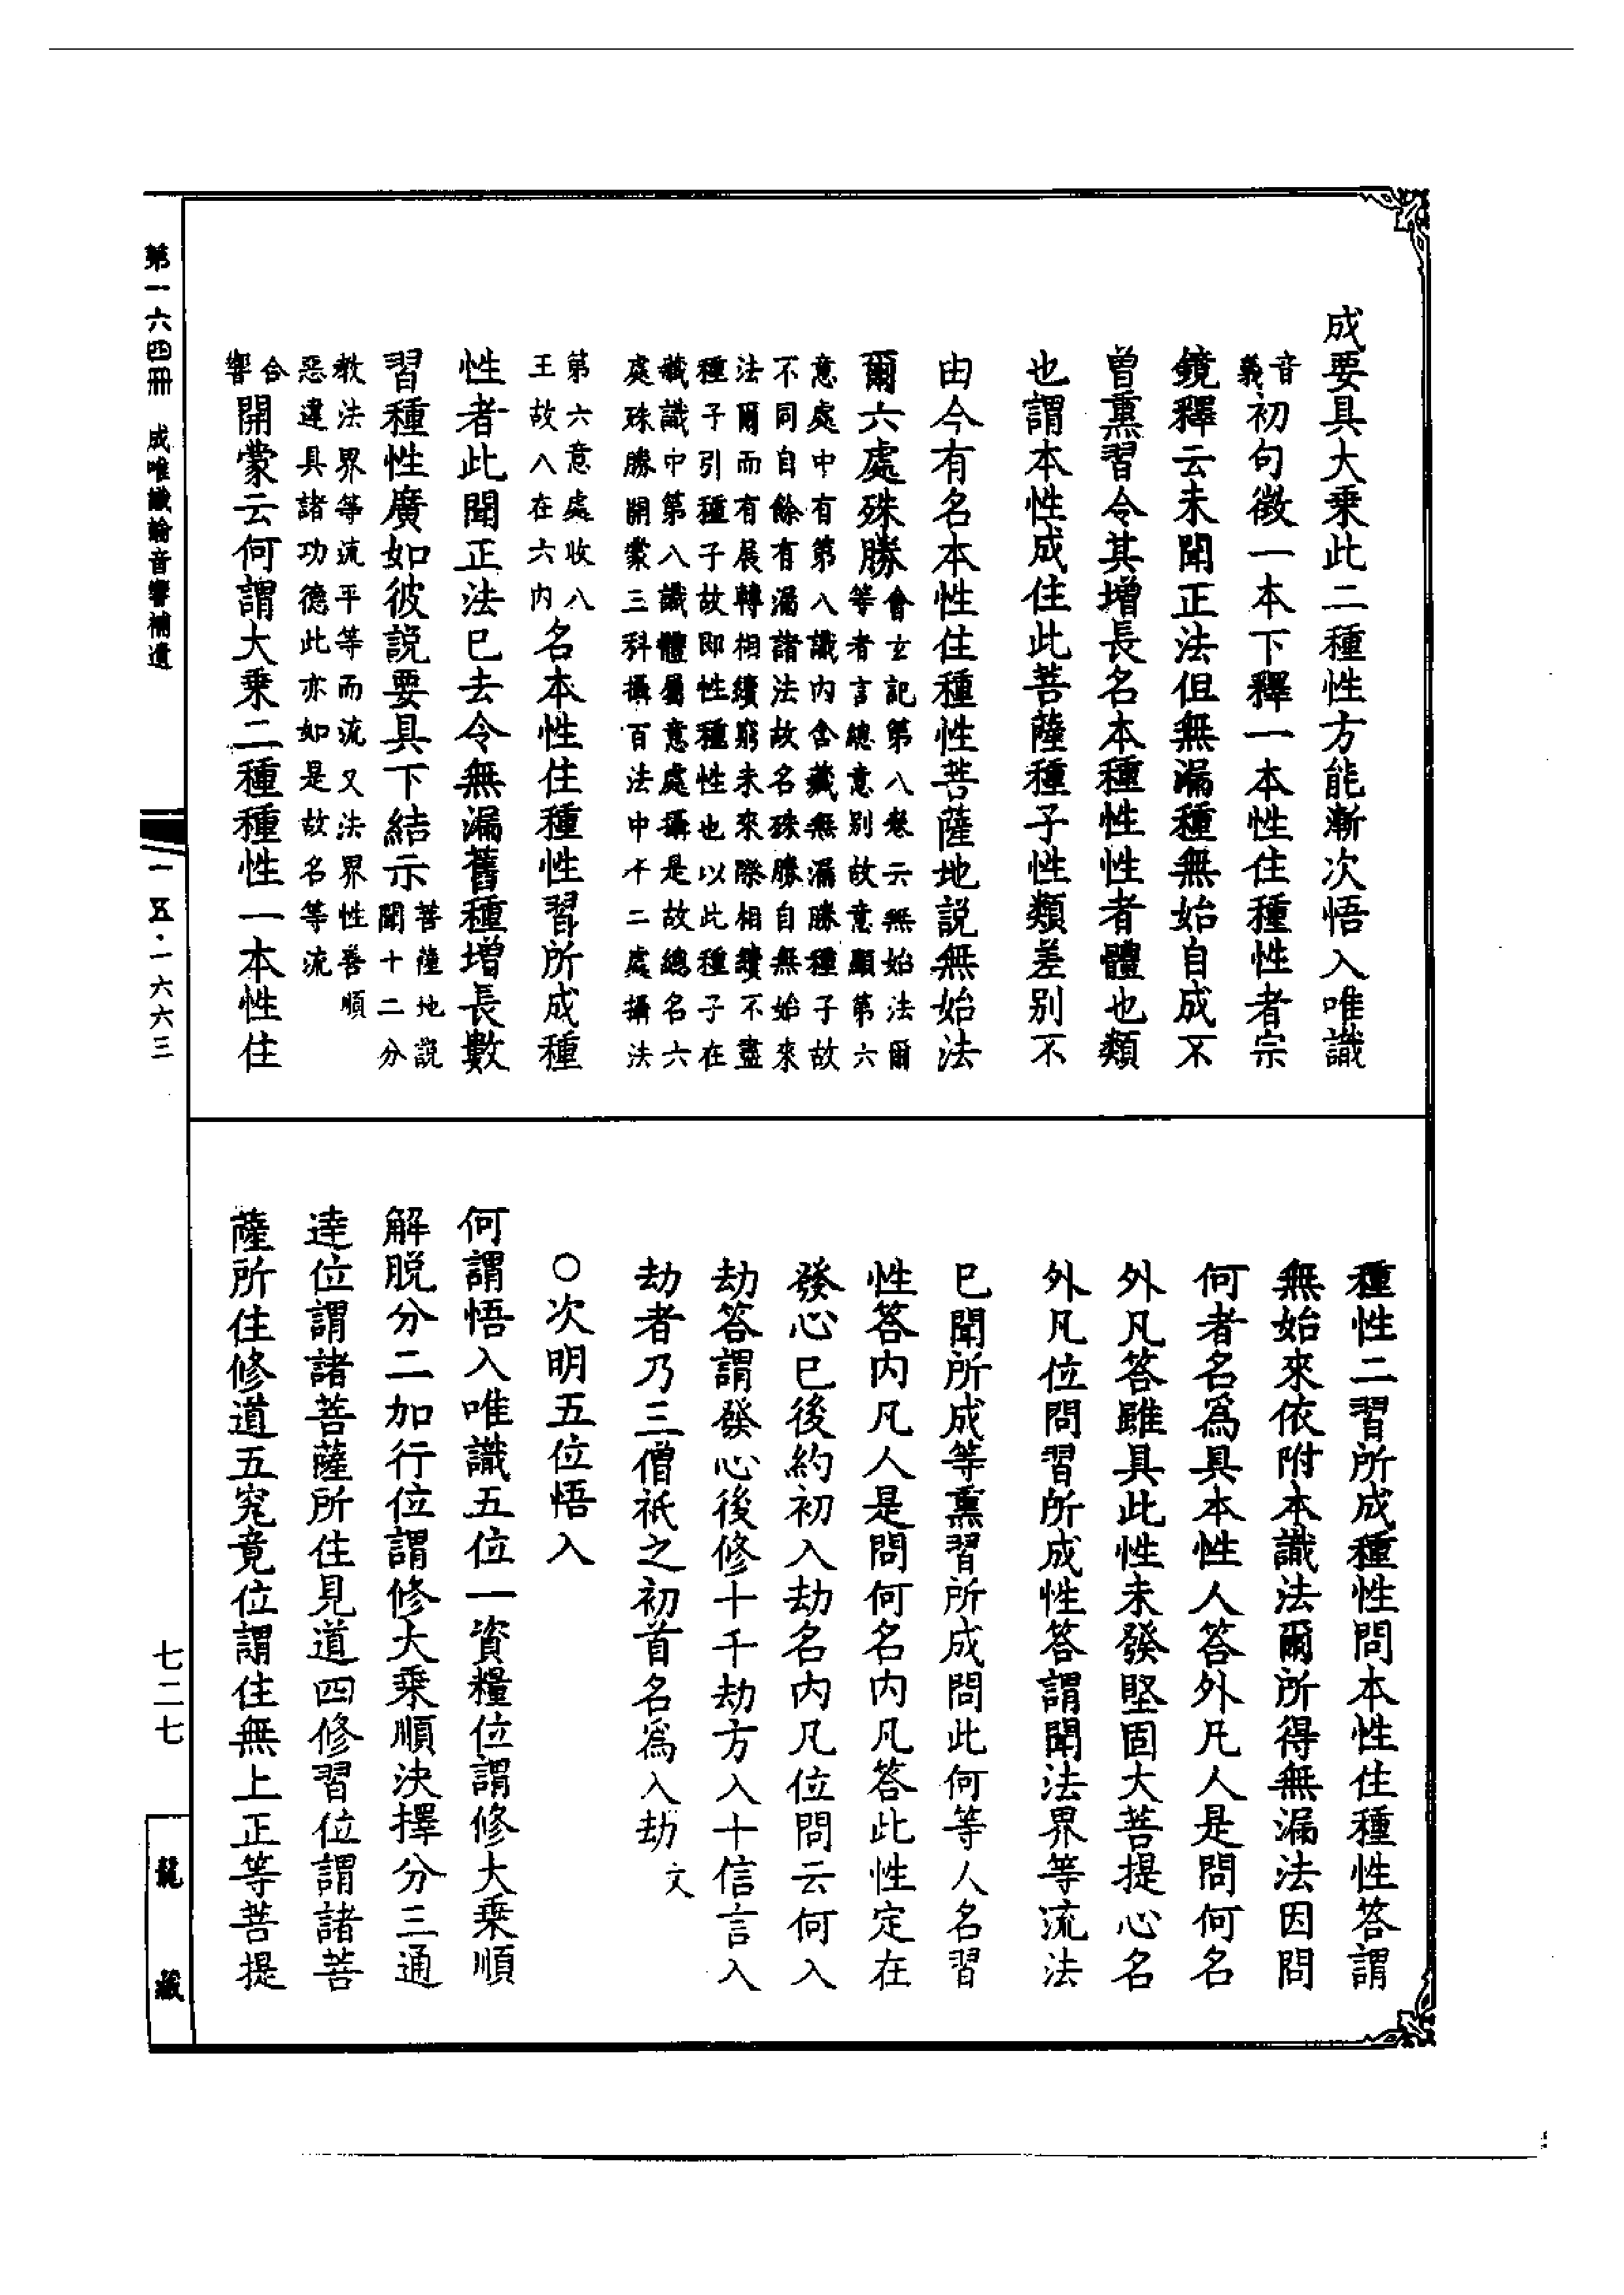 成要具大乘此二種性方能漸次悟入唯識
音義初句徵一本下釋一本性住種性者宗
鏡釋云未聞正法但無漏種無始自成不
曾熏習令其增長名本種性性者體也類
也謂本性成住此菩薩種子性類差別不
由今有名本性住種性菩薩地說無始法
爾六處殊勝會玄記第八卷云無始法爾
等者言總意別故意顯第六
意處中有第八識內含藏無漏勝種子故
不同自餘有漏諸法故名殊勝自無始來
法爾而有展轉相續窮未來際相續不盡
種子引種子故即性種性也以此種子在
藏識中第八識體屬意處攝是故總名六
處殊勝開蒙三科攝百法中十二處攝法
第六意處收八
王故八在六內名本性住種性習所成種
性者此聞正法已去令無漏舊種增長數
習種性廣如彼說要具下結示菩薩地說
聞十二分
教法界等流平等而流又法界性善順
惡違具諸功德此亦如是故名等流
合響開蒙云何謂大乘二種種性一本性住
種性二習所成種性問本性住種性答謂
無始來依附本識法爾所得無漏法因問
何者名為具本性人答外凡人是問何名
外凡答雖具此性未發堅固大菩提心名
外凡位問習所成性答謂聞法界等流法
已聞所成等熏習所成問此何等人名習
性答內凡人是問何名內凡答此性定在
發心已後約初入劫名內凡位問云何入
劫答謂發心後修十千劫方入十信言入
劫者乃三僧祇之初首名為入劫文
○次明五位悟入
何謂悟入唯識五位一資糧位謂修大乘順
解脫分二加行位謂修大乘順決擇分三通
達位謂諸菩薩所住見道四修習位謂諸菩
薩所住修道五究竟位謂住無上正等菩提
第一六四冊 成唯識論音響補遺
一五·一六六三
七二七
龍藏